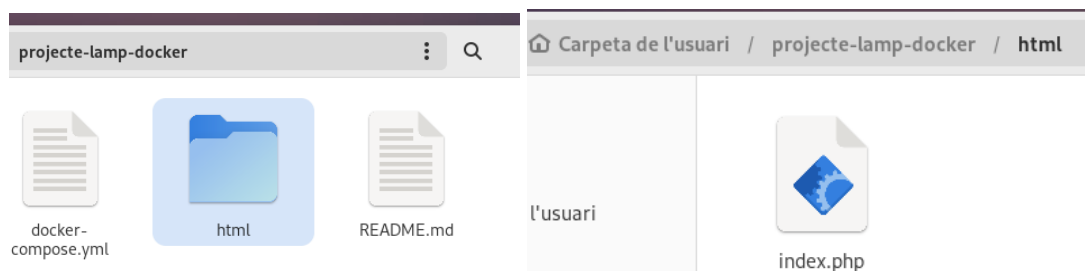 projecte-lamp-docker
docker-
compose.yml
html
README.md
Carpeta de l'usuari / projecte-lamp-docker / html
l'usuari
index.php